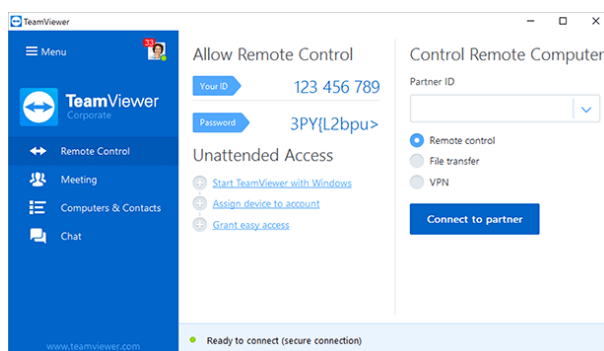 TeamViewer
Menu
33
TeamViewer
Corporate
Remote Control
Meeting
Computers & Contacts
Chat
www.teamviewer.com
Allow Remote Control
Your ID 123 456 789
Password 3PY{L2bpu>
Unattended Access
Start TeamViewer with Windows
Assign device to account
Grant easy access
Control Remote Computer
Partner ID
Remote control
File transfer
VPN
Connect to partner
Ready to connect (secure connection)